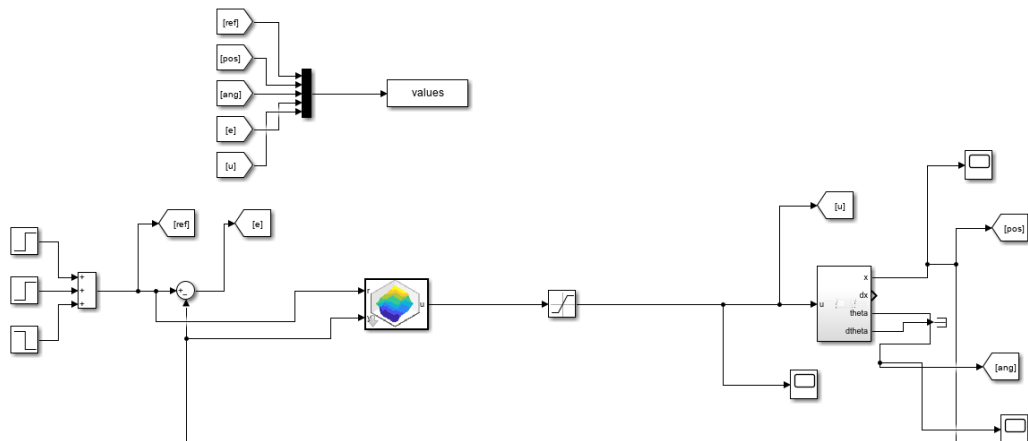 [ref]
[pos]
[ang]
[e]
[u]
values
[ref]
[e]
[u]
[pos]
+
+
+
+
-
r
y
u
u
x
dx
theta
dtheta
[ang]